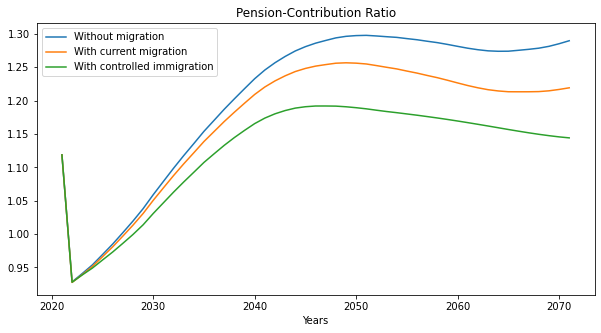 Pension-Contribution Ratio
Without migration
With current migration
With controlled immigration
1.30
1.25
1.20
1.15
1.10
1.05
1.00
0.95
2020 2030 2040 2050 2060 2070
Years